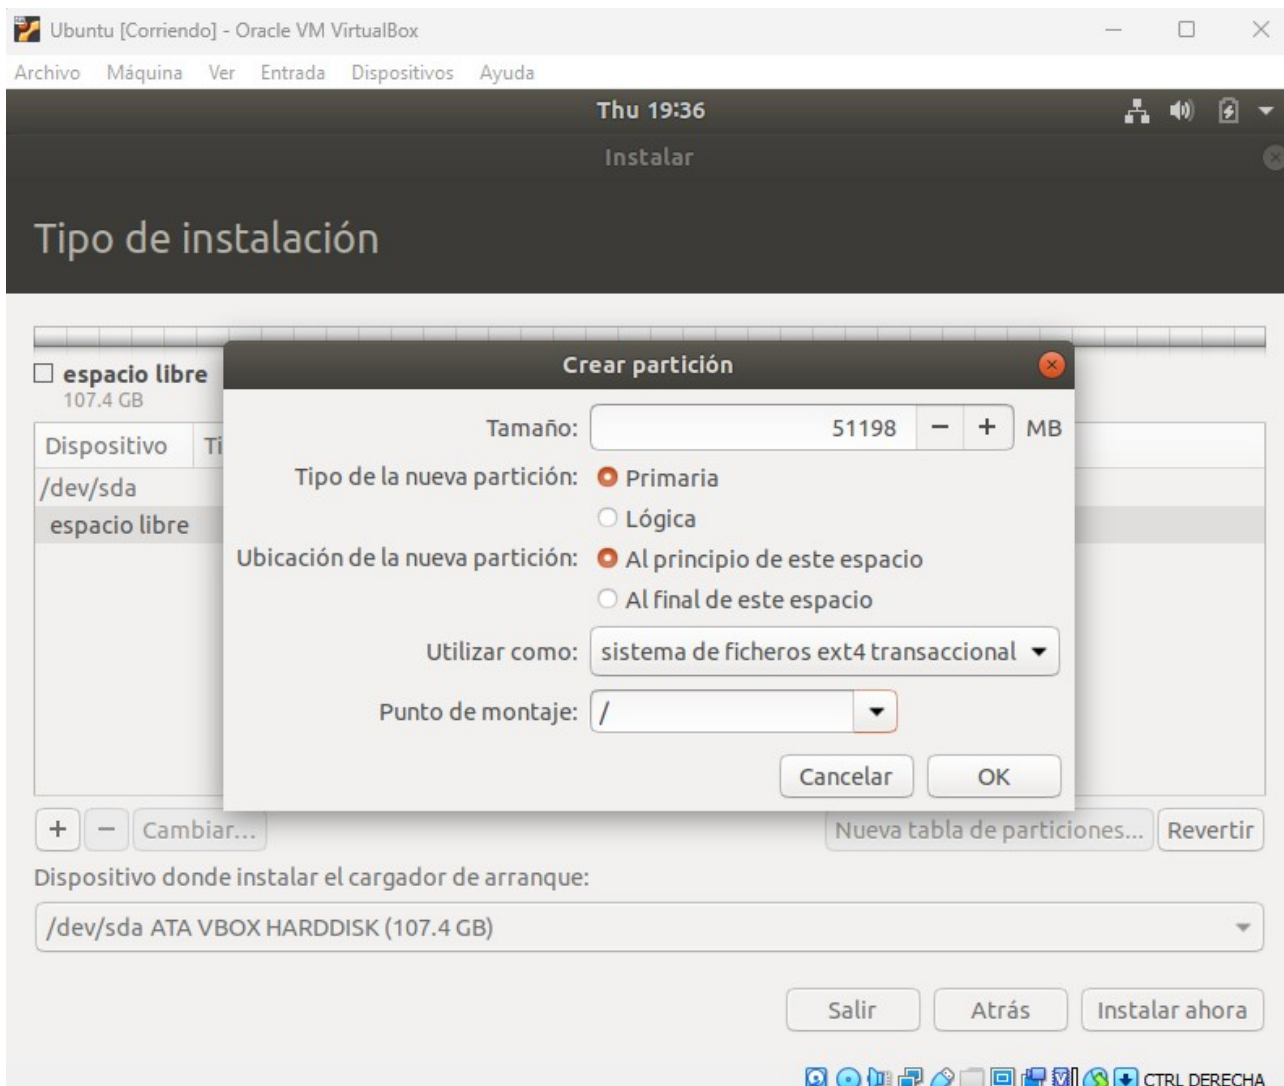 Ubuntu [Corriendo] - Oracle VM VirtualBox
Archivo Máquina Ver Entrada Dispositivos Ayuda
Thu 19:36
Instalar
Tipo de instalación
espacio libre
107.4 GB
Crear partición
Tamaño: 51198 − + MB
Dispositivo Ti
Tipo de la nueva partición: Primaria
/dev/sda
Lógica
espacio libre
Ubicación de la nueva partición: Al principio de este espacio
Al final de este espacio
Utilizar como: sistema de ficheros ext4 transaccional
Punto de montaje: /
Cancelar OK
+ − Cambiar... Nueva tabla de particiones... Revertir
Dispositivo donde instalar el cargador de arranque:
/dev/sda ATA VBOX HARDDISK (107.4 GB)
Salir Atrás Instalar ahora
CTRL DERECHA